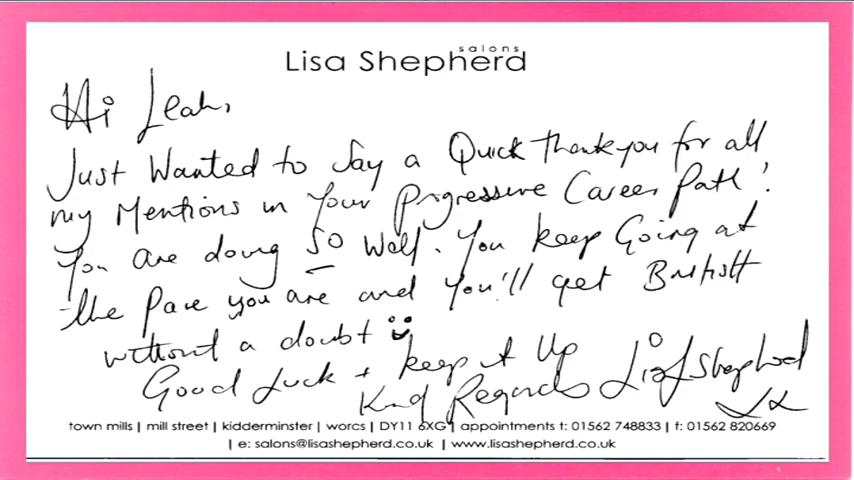 salons
Lisa Shepherd
Hi Leah,
Just Wanted to Say a Quick thankyou for all
my Mentions in Your Progressive Career Path!
You are doing SO Well. You keep Going at
the Pace you are and You'll get British
without a doubt
Good Luck + keep it Up
Kind Regards Lisa Shepherd
xx
town mills | mill street | kidderminster | worcs | DY11 6XG | appointments t: 01562 748833 | f: 01562 820669
| e: salons@lisashepherd.co.uk | www.lisashepherd.co.uk